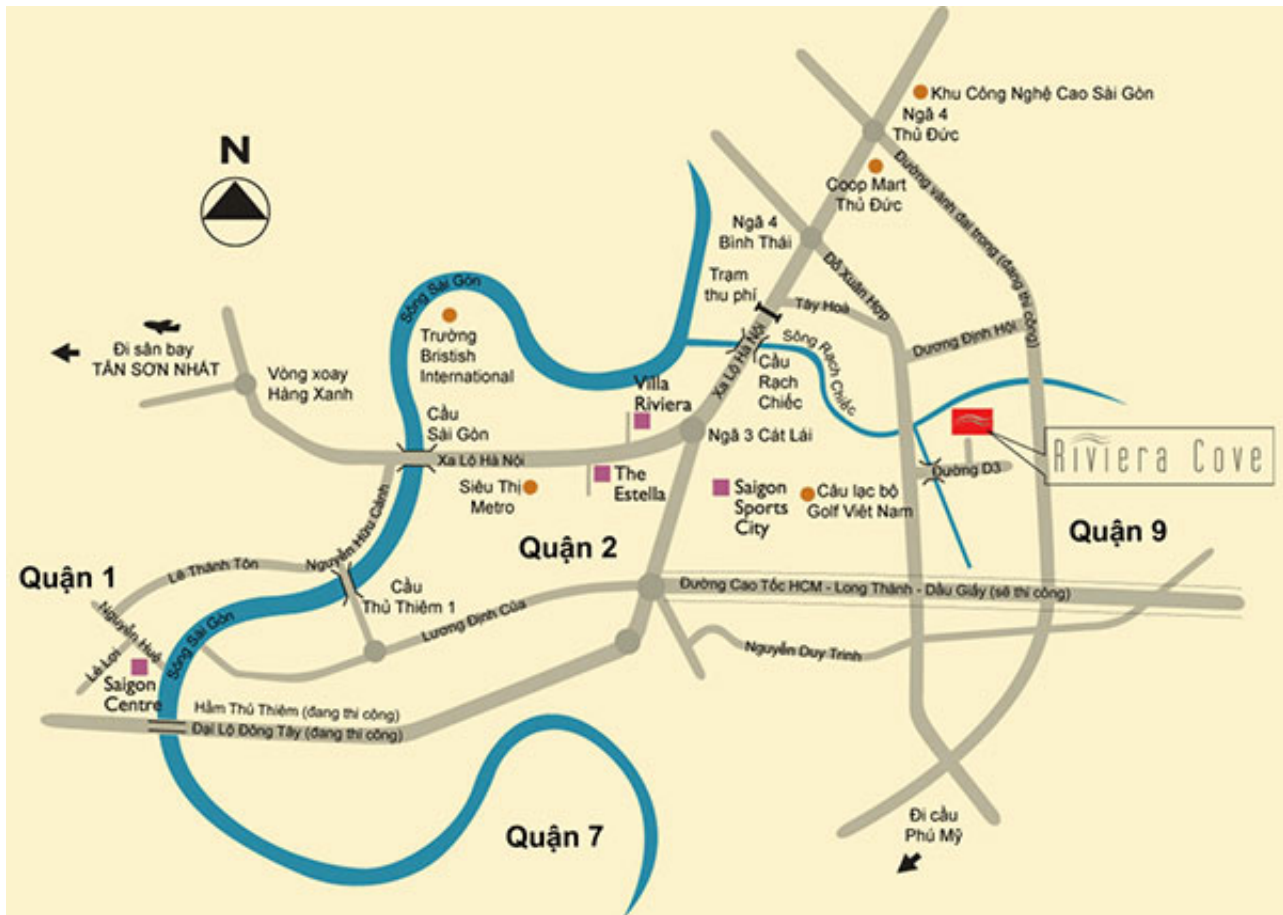 Khu Công Nghệ Cao Sài Gòn
Ngã 4
Thủ Đức
Đường vành đai trong (đang thi công)
Coop Mart
Thủ Đức
N
Ngã 4
Bình Thái
Đỗ Xuân Hợp
Trạm
thu phí
Tây Hoà
Sông Sài Gòn
Trường
Bristish
International
Đi sân bay
TÂN SƠN NHẤT
Vòng xoay
Hàng Xanh
Xa Lộ Hà Nội
Sông Rạch Chiếc
Dương Định Hội
Cầu
Rạch
Chiếc
Villa
Riviera
Cầu
Sài Gòn
Xa Lộ Hà Nội
Ngã 3 Cát Lái
Riviera Cove
Đường D3
Siêu Thị
Metro
The
Estella
Saigon
Sports
City
Câu lạc bộ
Golf Việt Nam
Nguyễn Hữu Cảnh
Quận 2
Quận 9
Quận 1
Lê Thánh Tôn
Cầu
Thủ Thiêm 1
Đường Cao Tốc HCM - Long Thành - Dầu Giấy (sẽ thi công)
Lương Định Của
Nguyễn Huệ
Sông Sài Gòn
Lê Lợi
Nguyễn Duy Trinh
Saigon
Centre
Hầm Thủ Thiêm (đang thi công)
Đại Lộ Đông Tây (đang thi công)
Quận 7
Đi cầu
Phú Mỹ